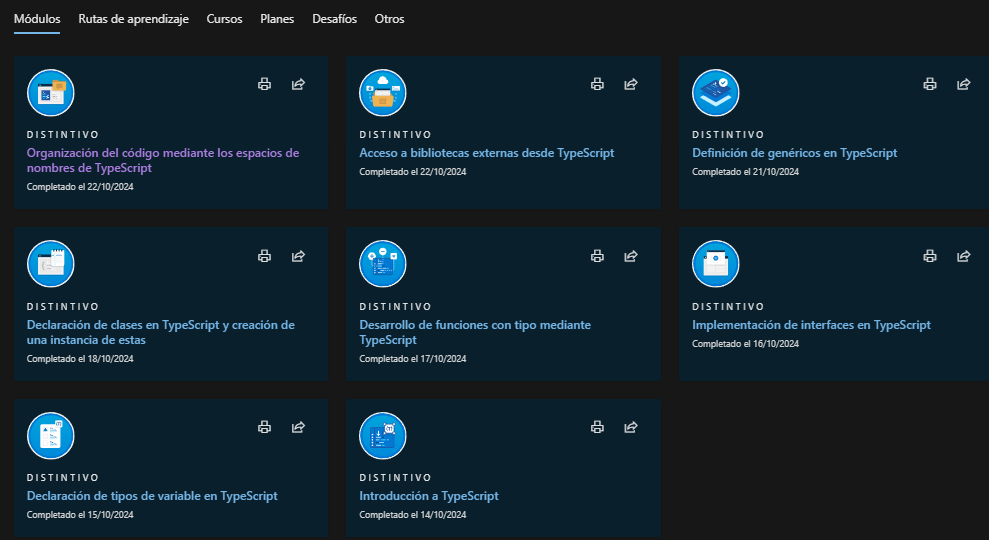 Módulos Rutas de aprendizaje Cursos Planes Desafíos Otros
DISTINTIVO
Organización del código mediante los espacios de
nombres de TypeScript
Completado el 22/10/2024
DISTINTIVO
Acceso a bibliotecas externas desde TypeScript
Completado el 22/10/2024
DISTINTIVO
Definición de genéricos en TypeScript
Completado el 21/10/2024
DISTINTIVO
Declaración de clases en TypeScript y creación de
una instancia de estas
Completado el 18/10/2024
DISTINTIVO
Desarrollo de funciones con tipo mediante
TypeScript
Completado el 17/10/2024
DISTINTIVO
Implementación de interfaces en TypeScript
Completado el 16/10/2024
DISTINTIVO
Declaración de tipos de variable en TypeScript
Completado el 15/10/2024
DISTINTIVO
Introducción a TypeScript
Completado el 14/10/2024